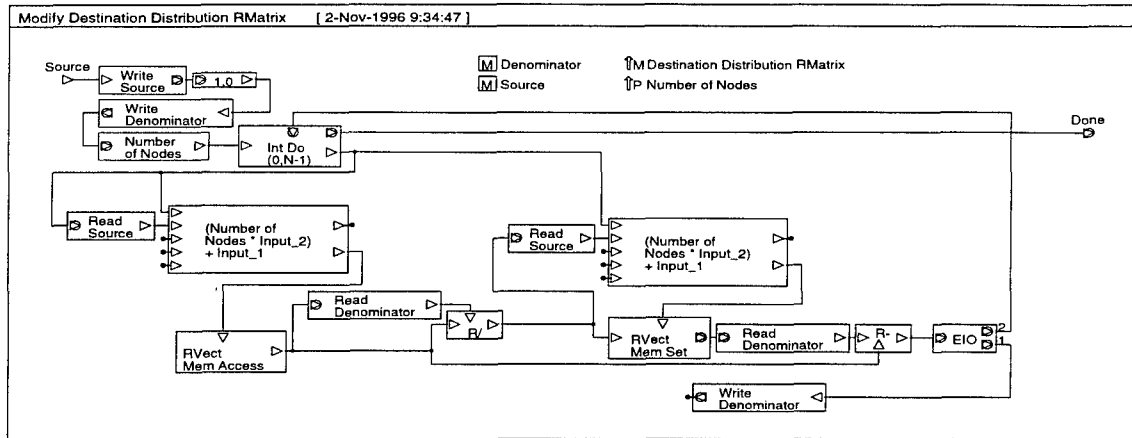 Modify Destination Distribution RMatrix [ 2-Nov-1996 9:34:47 ]
Source
Write
Source
1.0
M Denominator
⇧M Destination Distribution RMatrix
M Source
⇧P Number of Nodes
Write
Denominator
Done
Number
of Nodes
Int Do
(0,N-1)
Read
Source
(Number of
Nodes * Input_2)
+ Input_1
Read
Source
(Number of
Nodes * Input_2)
+ Input_1
Read
Denominator
R/
RVect
Mem Access
RVect
Mem Set
Read
Denominator
R-
EIO
2
1
Write
Denominator